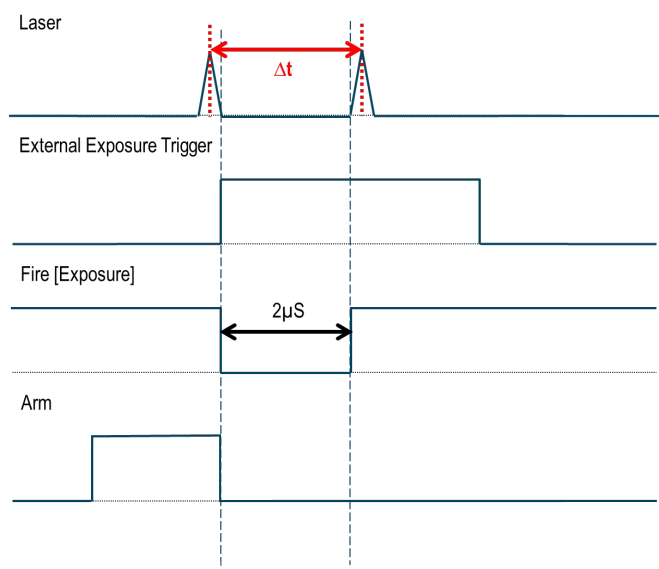 Laser
Δt
External Exposure Trigger
Fire [Exposure]
2µS
Arm